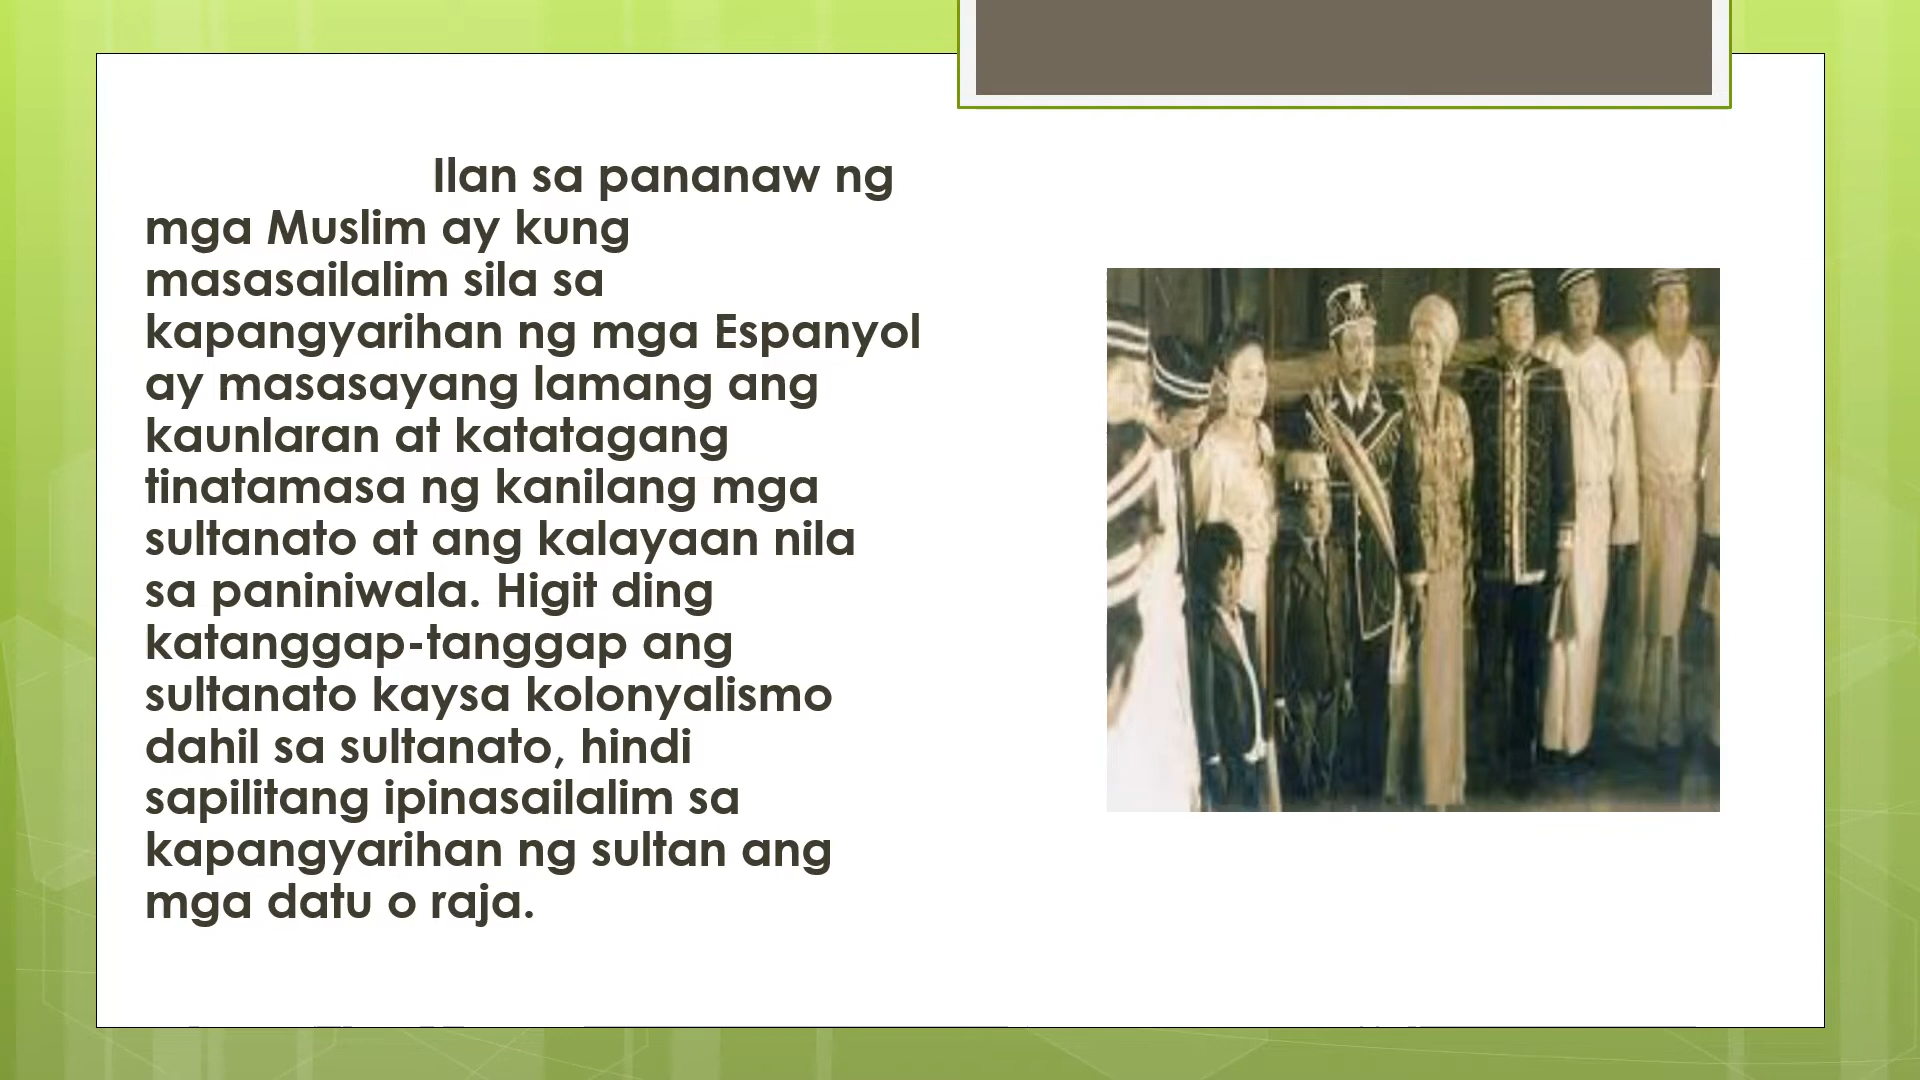 Ilan sa pananaw ng
mga Muslim ay kung
masasailalim sila sa
kapangyarihan ng mga Espanyol
ay masasayang lamang ang
kaunlaran at katatagang
tinatamasa ng kanilang mga
sultanato at ang kalayaan nila
sa paniniwala. Higit ding
katanggap-tanggap ang
sultanato kaysa kolonyalismo
dahil sa sultanato, hindi
sapilitang ipinasailalim sa
kapangyarihan ng sultan ang
mga datu o raja.